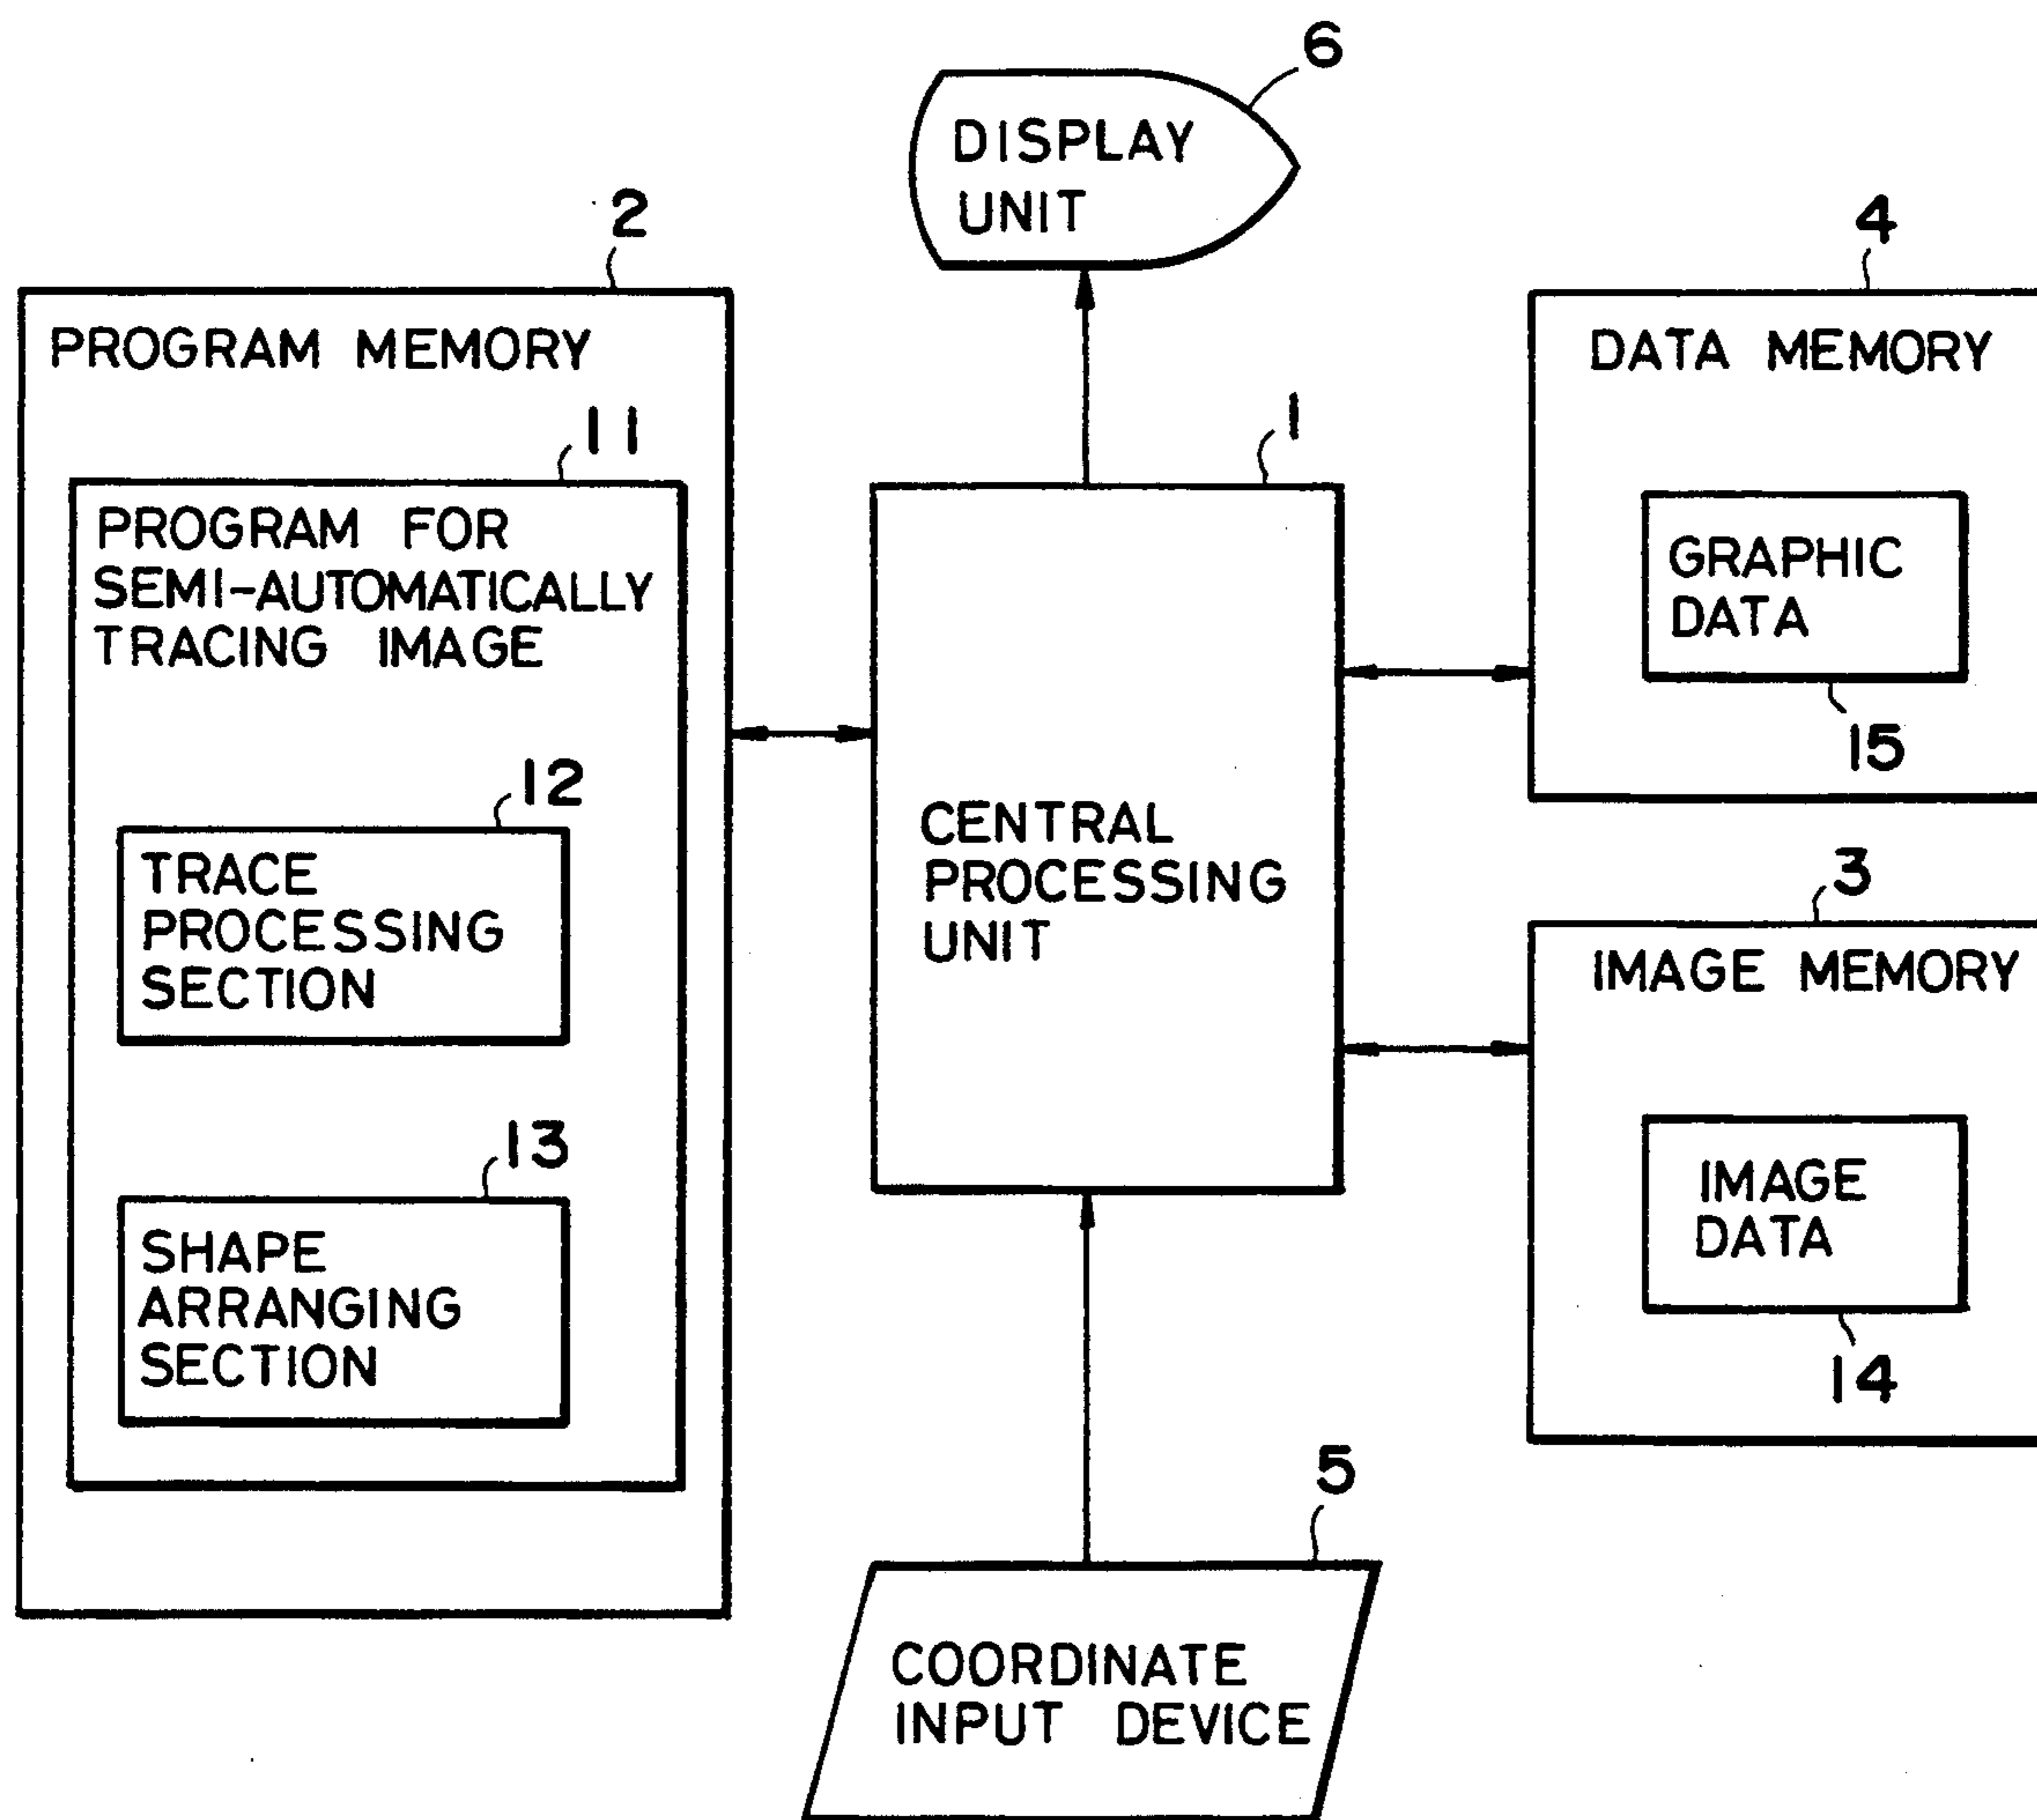 6
DISPLAY
UNIT
2
PROGRAM MEMORY
11
PROGRAM FOR
SEMI-AUTOMATICALLY
TRACING IMAGE
12
TRACE
PROCESSING
SECTION
13
SHAPE
ARRANGING
SECTION
1
CENTRAL
PROCESSING
UNIT
4
DATA MEMORY
GRAPHIC
DATA
15
3
IMAGE MEMORY
IMAGE
DATA
14
5
COORDINATE
INPUT DEVICE